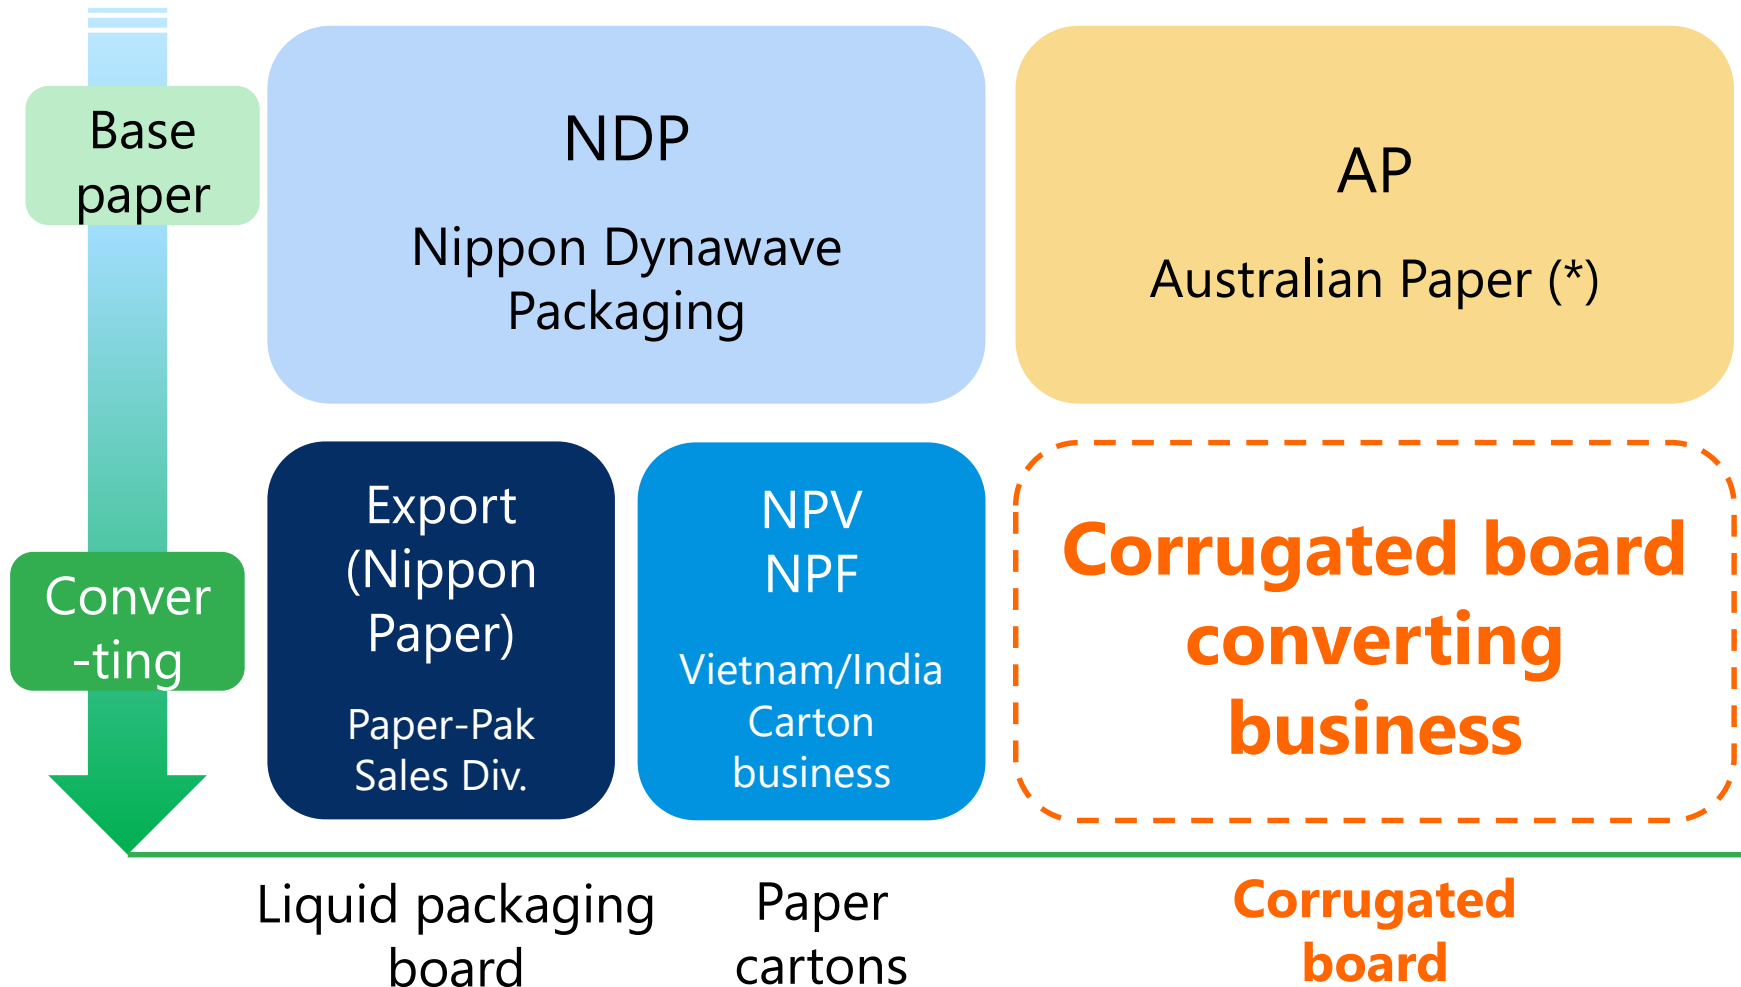 Base
paper
NDP
Nippon Dynawave
Packaging
AP
Australian Paper (*)
Conver
-ting
Export
(Nippon
Paper)
Paper-Pak
Sales Div.
NPV
NPF
Vietnam/India
Carton
business
Corrugated board
converting
business
Liquid packaging
board
Paper
cartons
Corrugated
board